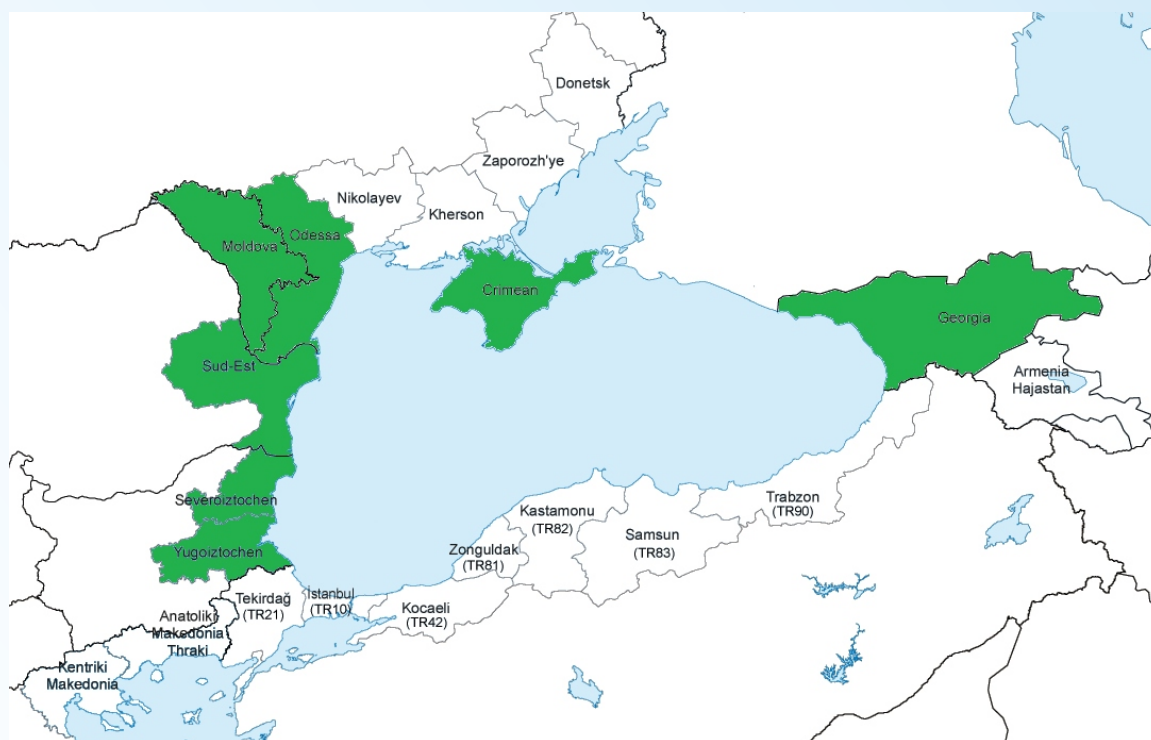 Donetsk
Zaporozh'ye
Nikolayev
Kherson
Odessa
Moldova
Crimean
Georgia
Sud-Est
Armenia
Hajastan
Severoiztochen
Trabzon
(TR90)
Kastamonu
(TR82)
Samsun
(TR83)
Yugoiztochen
Zonguldak
(TR81)
Tekirdağ
(TR21)
Istanbul
(TR10)
Kocaeli
(TR42)
Anatoliki
Makedonia
Thraki
Kentriki
Makedonia